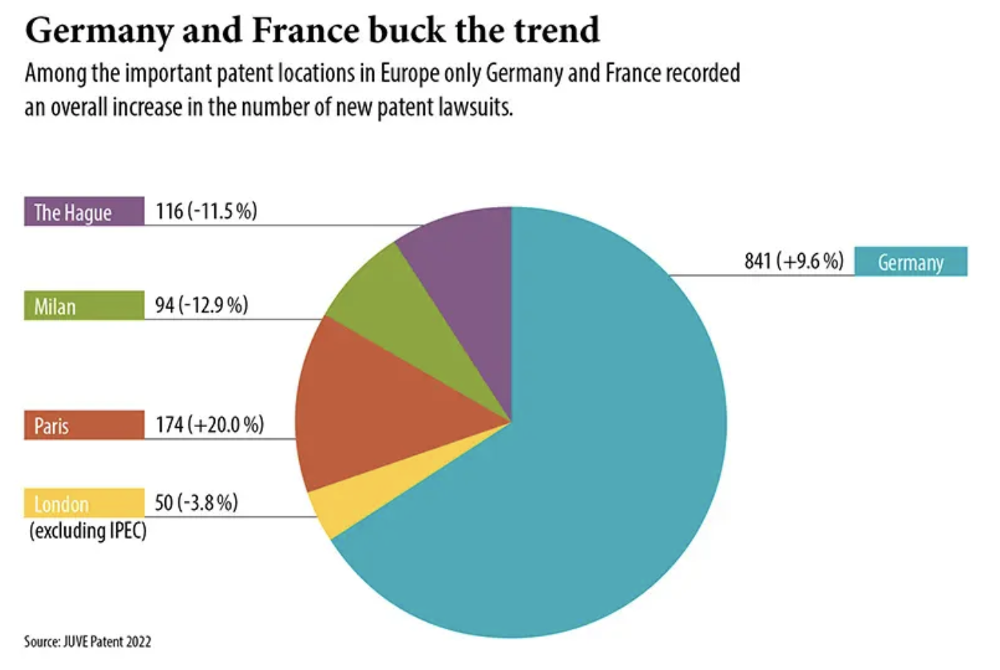 Germany and France buck the trend
Among the important patent locations in Europe only Germany and France recorded
an overall increase in the number of new patent lawsuits.
The Hague 116 (-11.5 %)
841 (+9.6 %) Germany
Milan 94 (-12.9 %)
Paris 174 (+20.0 %)
London 50 (-3.8 %)
(excluding IPEC)
Source: JUVE Patent 2022